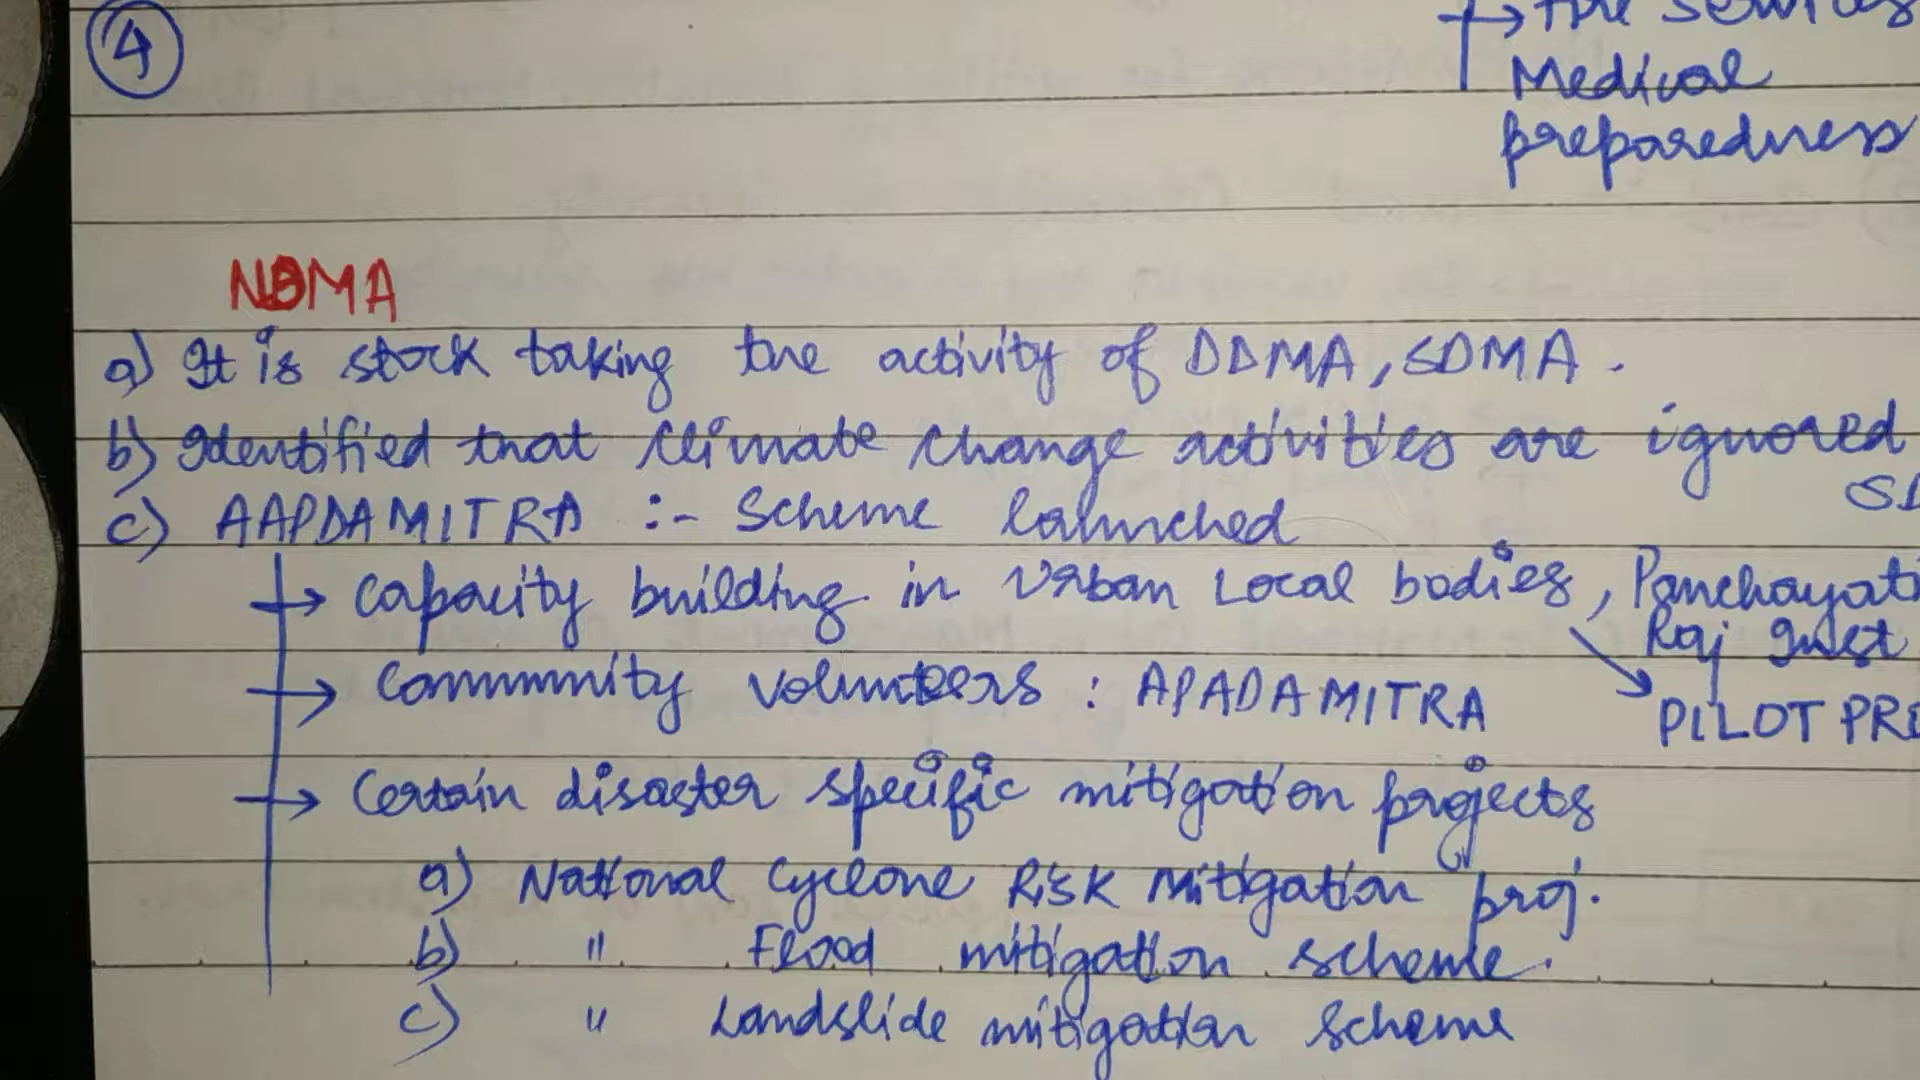 4
Medical
preparedness
NDMA
a) It is stock taking the activity of DDMA, SDMA.
b) Identified that climate change activities are ignored
c) AAPDAMITRA :- Scheme launched
→ Capacity building in Urban Local bodies, Panchayati
Raj Inst
→ Community volunteers : APADAMITRA
PILOT
→ Certain disaster specific mitigation projects
a) National Cyclone Risk Mitigation proj.
b) " Flood mitigation scheme.
c) " Landslide mitigation scheme